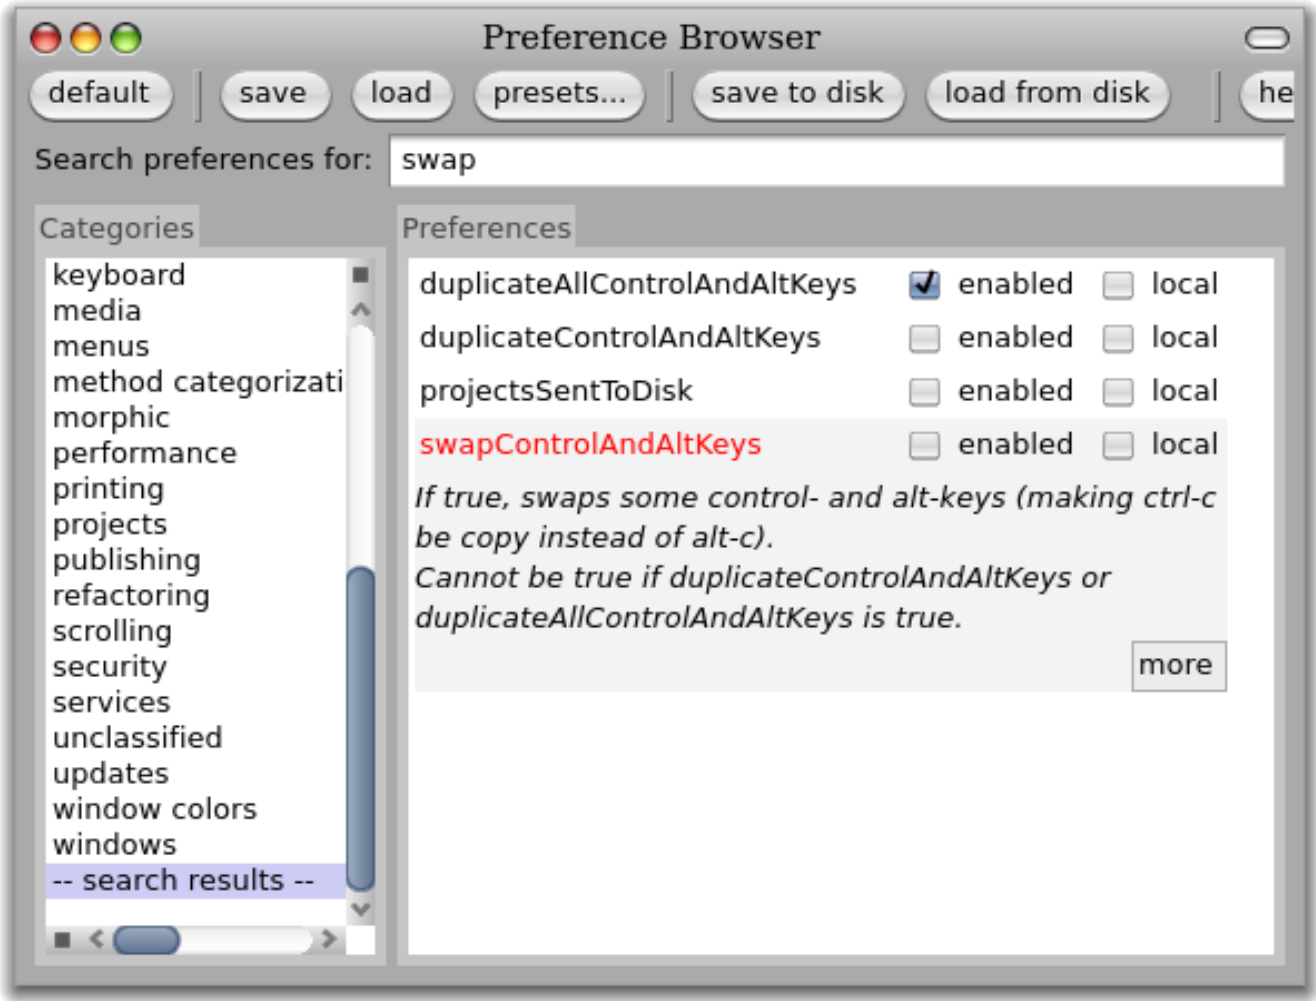 Preference Browser
default save load presets... save to disk load from disk he
Search preferences for: swap
Categories
keyboard
media
menus
method categorizati
morphic
performance
printing
projects
publishing
refactoring
scrolling
security
services
unclassified
updates
window colors
windows
-- search results --
Preferences
duplicateAllControlAndAltKeys enabled local
duplicateControlAndAltKeys enabled local
projectsSentToDisk enabled local
swapControlAndAltKeys enabled local
If true, swaps some control- and alt-keys (making ctrl-c
be copy instead of alt-c).
Cannot be true if duplicateControlAndAltKeys or
duplicateAllControlAndAltKeys is true.
more